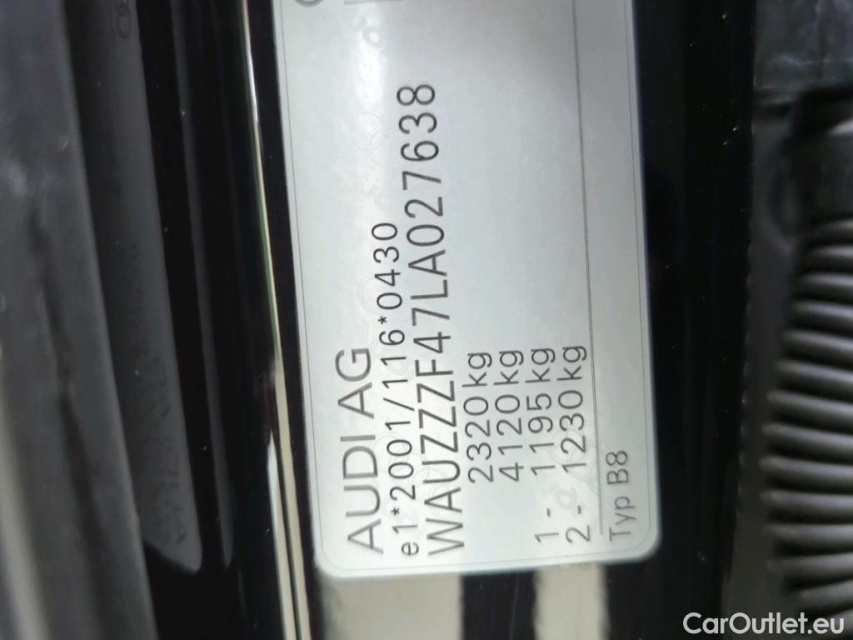 AUDI AG
e1*2001/116*0430
WAUZZZF47LA027638
2320 kg
4120 kg
1- 1195 kg
2- 1230 kg
Typ B8
CarOutlet.eu